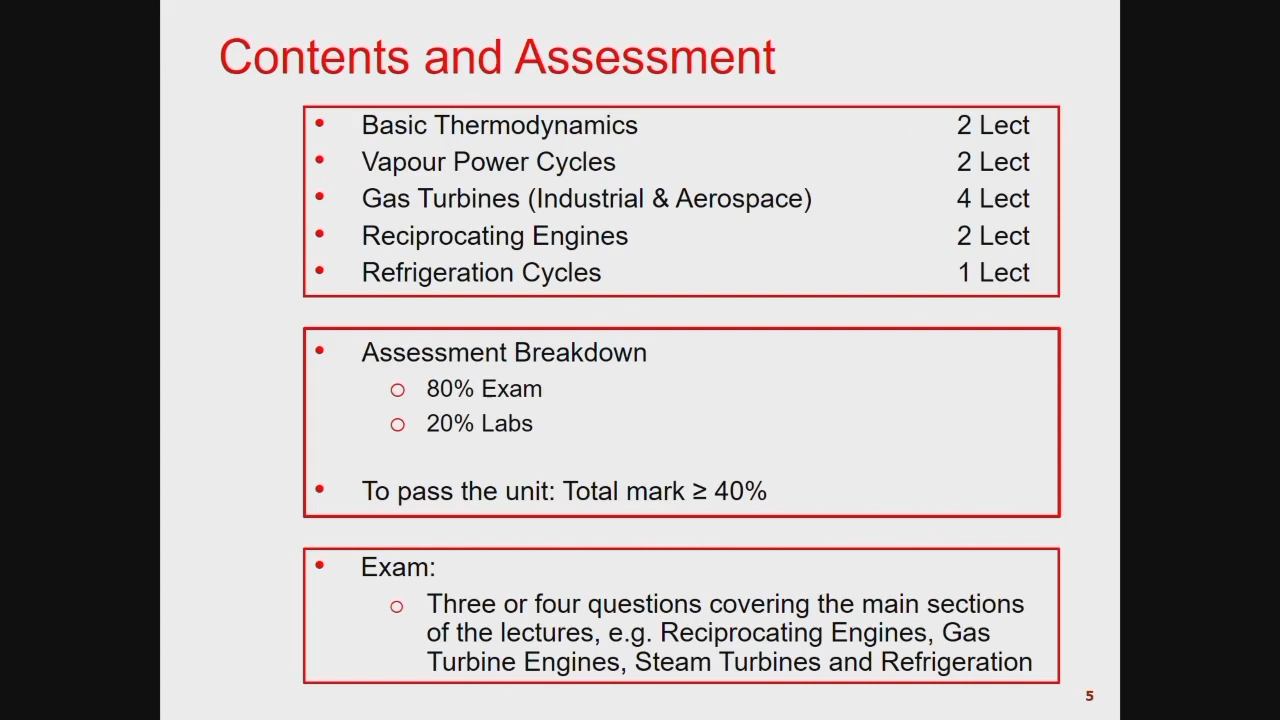 Contents and Assessment
• Basic Thermodynamics 2 Lect
• Vapour Power Cycles 2 Lect
• Gas Turbines (Industrial & Aerospace) 4 Lect
• Reciprocating Engines 2 Lect
• Refrigeration Cycles 1 Lect
• Assessment Breakdown
○ 80% Exam
○ 20% Labs
• To pass the unit: Total mark ≥ 40%
• Exam:
○ Three or four questions covering the main sections
of the lectures, e.g. Reciprocating Engines, Gas
Turbine Engines, Steam Turbines and Refrigeration
5